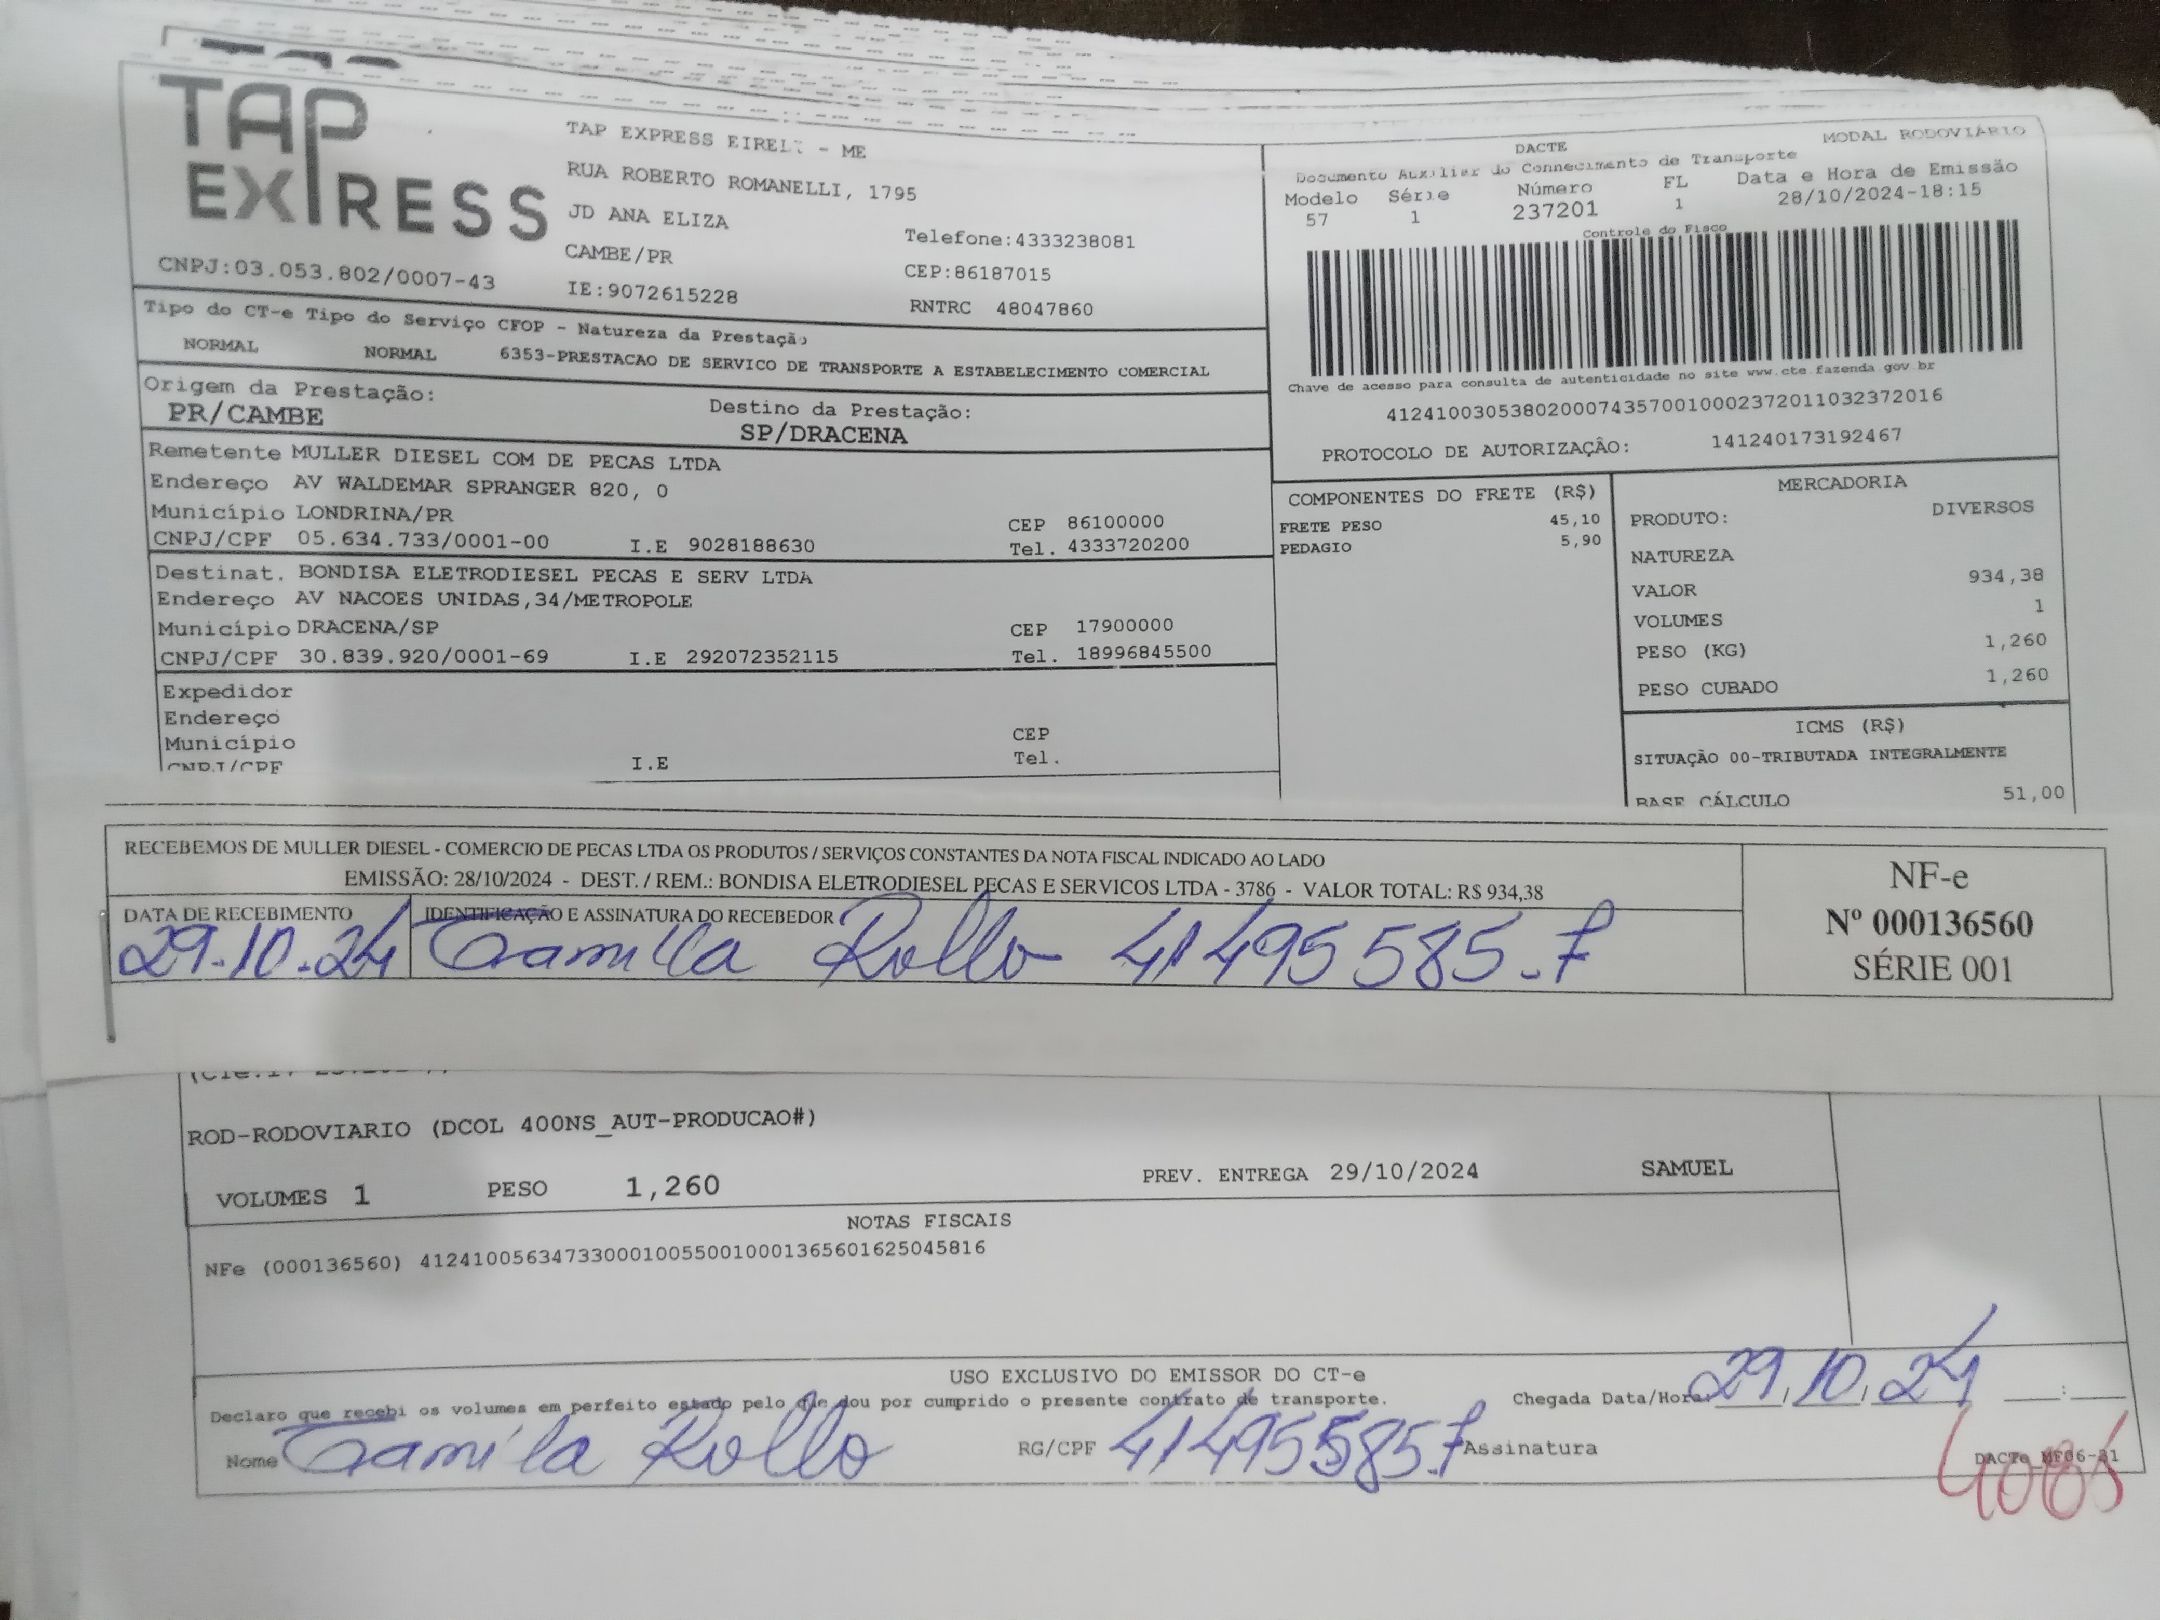 TAP EXPRESS
TAP EXPRESS EIRELI - ME
RUA ROBERTO ROMANELLI, 1795
JD ANA ELIZA
Telefone:4333238081
CAMBE/PR
CEP:86187015
CNPJ:03.053.802/0007-43
IE:9072615228
RNTRC 48047860
DACTE
MODAL RODOVIÁRIO
Documento Auxiliar do Conhecimento de Transporte
Modelo Série Número FL Data e Hora de Emissão
57 1 237201 1 28/10/2024-18:15
Controle do Fisco
Chave de acesso para consulta de autenticidade no site www.cte.fazenda.gov.br
41241003053802000743570010002372011032372016
PROTOCOLO DE AUTORIZAÇÃO: 141240173192467
Tipo do CT-e Tipo do Serviço CFOP - Natureza da Prestação
NORMAL NORMAL 6353-PRESTACAO DE SERVICO DE TRANSPORTE A ESTABELECIMENTO COMERCIAL
Origem da Prestação: Destino da Prestação:
PR/CAMBE SP/DRACENA
Remetente MULLER DIESEL COM DE PECAS LTDA
Endereço AV WALDEMAR SPRANGER 820, 0
Município LONDRINA/PR CEP 86100000
CNPJ/CPF 05.634.733/0001-00 I.E 9028188630 Tel. 4333720200
Destinat. BONDISA ELETRODIESEL PECAS E SERV LTDA
Endereço AV NACOES UNIDAS,34/METROPOLE
Município DRACENA/SP CEP 17900000
CNPJ/CPF 30.839.920/0001-69 I.E 292072352115 Tel. 18996845500
Expedidor
Endereço
Município CEP
CNPJ/CPF I.E Tel.
COMPONENTES DO FRETE (R$)
FRETE PESO 45,10
PEDAGIO 5,90
MERCADORIA
PRODUTO: DIVERSOS
NATUREZA
VALOR 934,38
VOLUMES 1
PESO (KG) 1,260
PESO CUBADO 1,260
ICMS (R$)
SITUAÇÃO 00-TRIBUTADA INTEGRALMENTE
BASE CÁLCULO 51,00
RECEBEMOS DE MULLER DIESEL - COMERCIO DE PECAS LTDA OS PRODUTOS / SERVIÇOS CONSTANTES DA NOTA FISCAL INDICADO AO LADO
EMISSÃO: 28/10/2024 - DEST. / REM.: BONDISA ELETRODIESEL PECAS E SERVICOS LTDA - 3786 - VALOR TOTAL: R$ 934,38
DATA DE RECEBIMENTO IDENTIFICAÇÃO E ASSINATURA DO RECEBEDOR
29.10.24 Camila Rollo 41495585-7
NF-e
Nº 000136560
SÉRIE 001
ROD-RODOVIARIO (DCOL 400NS_AUT-PRODUCAO#)
VOLUMES 1 PESO 1,260 PREV. ENTREGA 29/10/2024 SAMUEL
NOTAS FISCAIS
NFe (000136560) 41241005634733000100550010001365601625045816
USO EXCLUSIVO DO EMISSOR DO CT-e
Declaro que recebi os volumes em perfeito estado pelo que dou por cumprido o presente contrato de transporte. Chegada Data/Hora: 29/10/24 __:__
Nome Camila Rollo RG/CPF 41495585.7 Assinatura